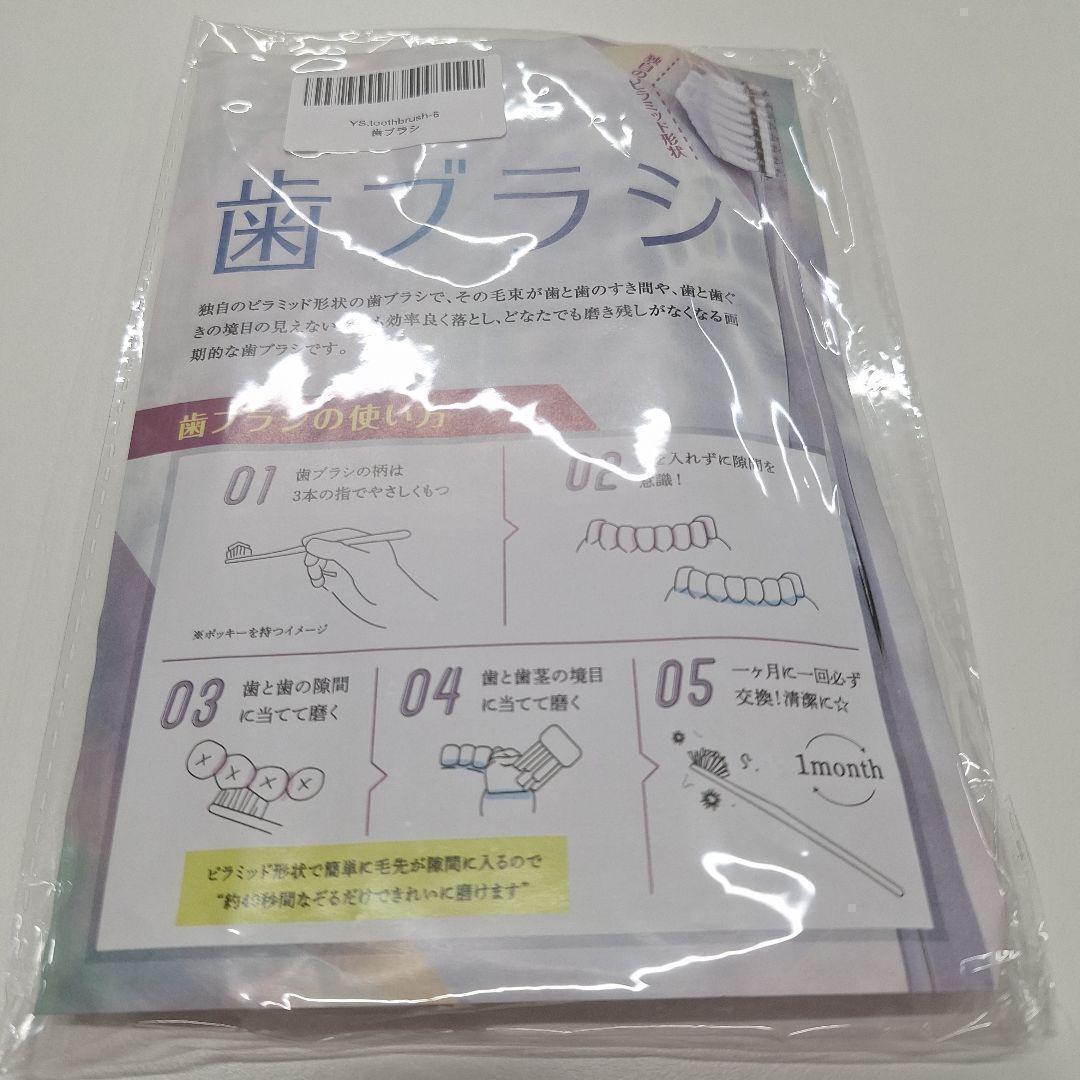 YS.toothbrush-6
歯ブラシ
独自のピラミッド形状
歯ブラシ
独自のピラミッド形状の歯ブラシで、その毛束が歯と歯のすき間や、歯と歯ぐ
きの境目の見えない 効率良く落とし、どなたでも磨き残しがなくなる画
期的な歯ブラシです。
歯ブラシの使い方
01
歯ブラシの柄は
3本の指でやさしくもつ
※ポッキーを持つイメージ
02
を入れずに隙間を
意識！
03
歯と歯の隙間
に当てて磨く
04
歯と歯茎の境目
に当てて磨く
05
一ヶ月に一回必ず
交換！清潔に☆
1month
ピラミッド形状で簡単に毛先が隙間に入るので
秒間なぞるだけできれいに磨けます”